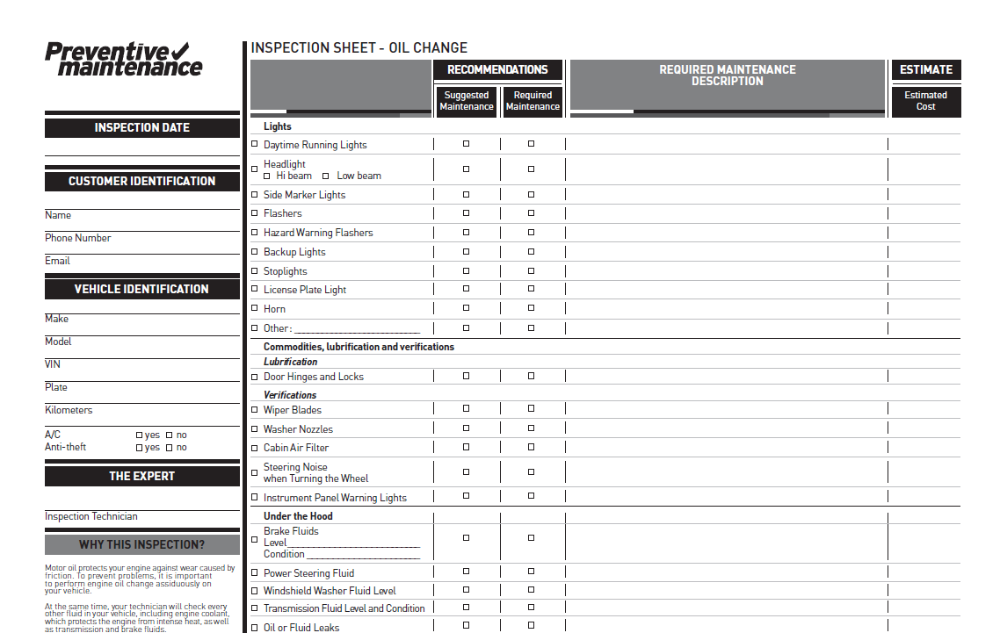 Preventive
maintenance
INSPECTION DATE
CUSTOMER IDENTIFICATION
Name
Phone Number
Email
VEHICLE IDENTIFICATION
Make
Model
VIN
Plate
Kilometers
A/C yes no
Anti-theft yes no
THE EXPERT
Inspection Technician
WHY THIS INSPECTION?
Motor oil protects your engine against wear caused by
friction. To prevent problems, it is important
to perform engine oil change assiduously on
your vehicle.
At the same time, your technician will check every
other fluid in your vehicle, including engine coolant,
which protects the engine from intense heat, as well
as transmission and brake fluids.
INSPECTION SHEET - OIL CHANGE
RECOMMENDATIONS
Suggested
Maintenance
Required
Maintenance
REQUIRED MAINTENANCE
DESCRIPTION
ESTIMATE
Estimated
Cost
Lights
Daytime Running Lights
Headlight
Hi beam Low beam
Side Marker Lights
Flashers
Hazard Warning Flashers
Backup Lights
Stoplights
License Plate Light
Horn
Other : ________________________
Commodities, lubrification and verifications
Lubrification
Door Hinges and Locks
Verifications
Wiper Blades
Washer Nozzles
Cabin Air Filter
Steering Noise
when Turning the Wheel
Instrument Panel Warning Lights
Under the Hood
Brake Fluids
Level_________________________
Condition ______________________
Power Steering Fluid
Windshield Washer Fluid Level
Transmission Fluid Level and Condition
Oil or Fluid Leaks